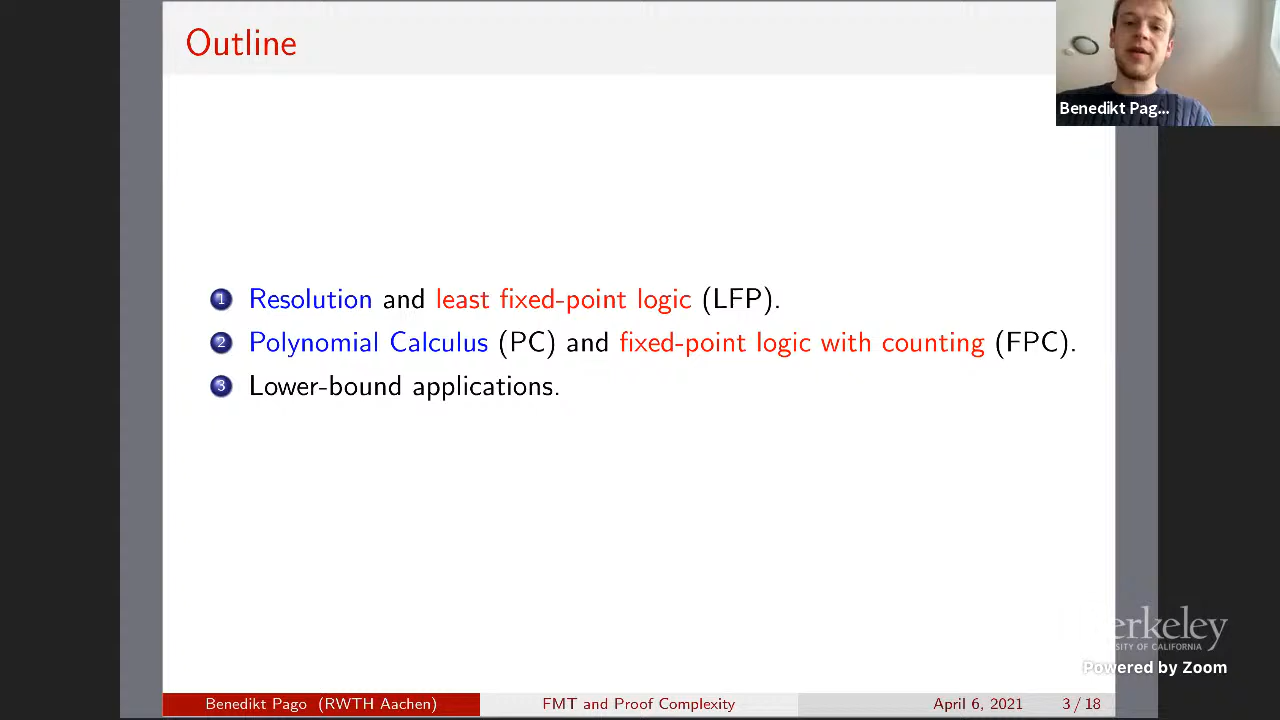 Outline
Benedikt Pag...
1 Resolution and least fixed-point logic (LFP).
2 Polynomial Calculus (PC) and fixed-point logic with counting (FPC).
3 Lower-bound applications.
erkeley
SITY OF CALIFORNIA
Powered by Zoom
Benedikt Pago (RWTH Aachen) FMT and Proof Complexity April 6, 2021 3 / 18